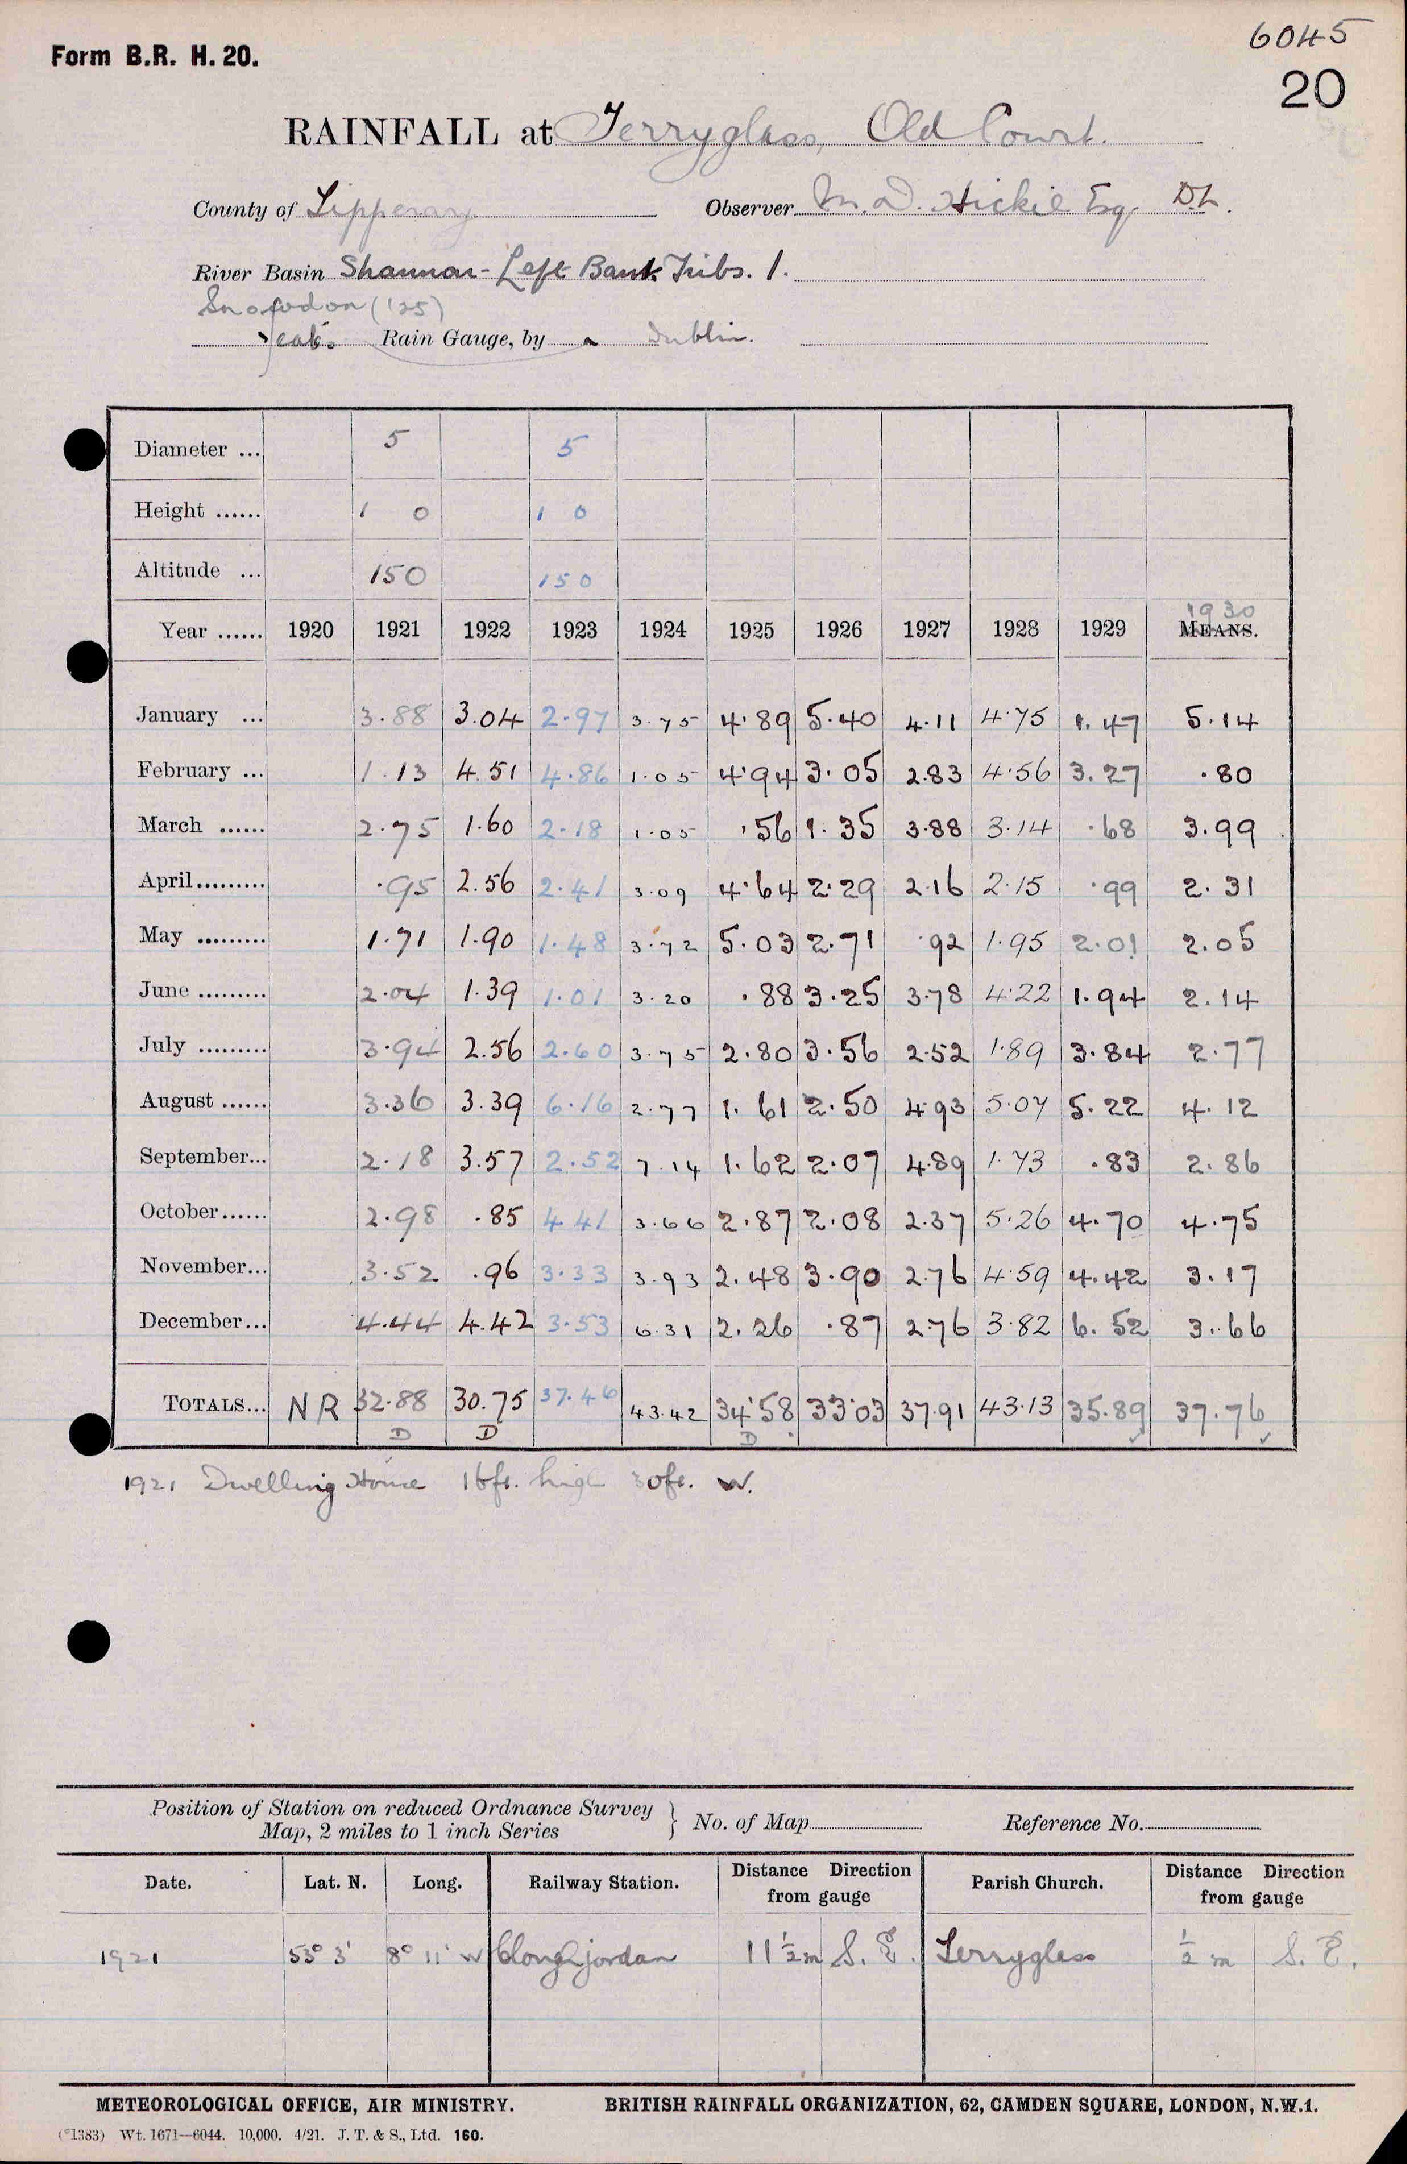 6045
Form B.R. H. 20.
20
RAINFALL at Terryglass, Old Court.
County of Tipperary Observer M. D. Hickie Esq. D.L.
River Basin Shannon - Left Bank Tribs. 1.
Snowdon ('25)
Yeates Rain Gauge, by Dublin.
Diameter ... 5 5
Height ...... 1 0 1 0
Altitude ... 150 150
1930
Year ...... 1920 1921 1922 1923 1924 1925 1926 1927 1928 1929 MEANS.
January ... 3.88 3.04 2.97 3.75 4.89 5.40 4.11 4.75 1.47 5.14
February ... 1.13 4.51 4.86 1.05 4.94 3.05 2.83 4.56 3.27 .80
March ...... 2.75 1.60 2.18 1.05 .56 1.35 3.88 3.14 .68 3.99
April......... .95 2.56 2.41 3.09 4.64 2.29 2.16 2.15 .99 2.31
May ......... 1.71 1.90 1.48 3.72 5.03 2.71 .92 1.95 2.01 2.05
June ......... 2.04 1.39 1.01 3.20 .88 3.25 3.78 4.22 1.94 2.14
July ......... 3.94 2.56 2.60 3.75 2.80 3.56 2.52 1.89 3.84 2.77
August ...... 3.36 3.39 6.16 2.77 1.61 2.50 4.93 5.07 5.22 4.12
September... 2.18 3.57 2.52 7.14 1.62 2.07 4.89 1.73 .83 2.86
October...... 2.98 .85 4.41 3.66 2.87 2.08 2.37 5.26 4.70 4.75
November... 3.52 .96 3.33 3.93 2.48 3.90 2.76 4.59 4.42 3.17
December... 4.44 4.42 3.53 6.31 2.26 .87 2.76 3.82 6.52 3.66
TOTALS... NR 32.88 30.75 37.46 43.42 34.58 33.03 37.91 43.13 35.89 37.76
D D D
1921 Dwelling House 16ft. high 30ft. W.
Position of Station on reduced Ordnance Survey
Map, 2 miles to 1 inch Series } No. of Map Reference No.
Date. Lat. N. Long. Railway Station. Distance Direction from gauge Parish Church. Distance Direction from gauge
1921 53° 3' 8° 11' W Cloughjordan 11 1/2 m S. E. Terryglass 1/2 m S. E.
METEOROLOGICAL OFFICE, AIR MINISTRY. BRITISH RAINFALL ORGANIZATION, 62, CAMDEN SQUARE, LONDON, N.W.1.
(*1383) Wt. 1671—6044. 10,000. 4/21. J. T. & S., Ltd. 160.